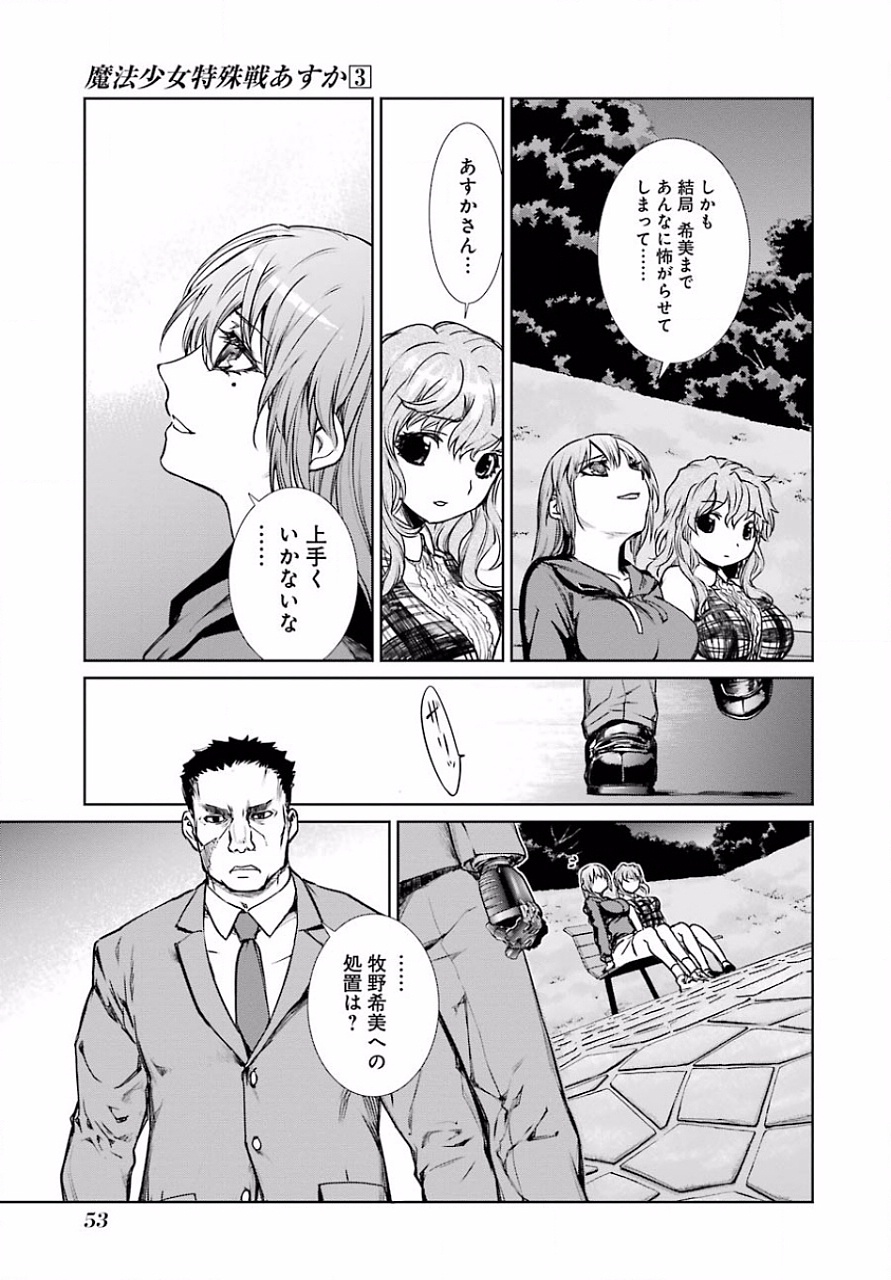 魔法少女特殊戦あすか3
しかも
結局 希美まで
あんなに怖がらせて
しまって……
あすかさん…
上手く
いかないな
……
ザッ
……
牧野希美への
処置は?
53